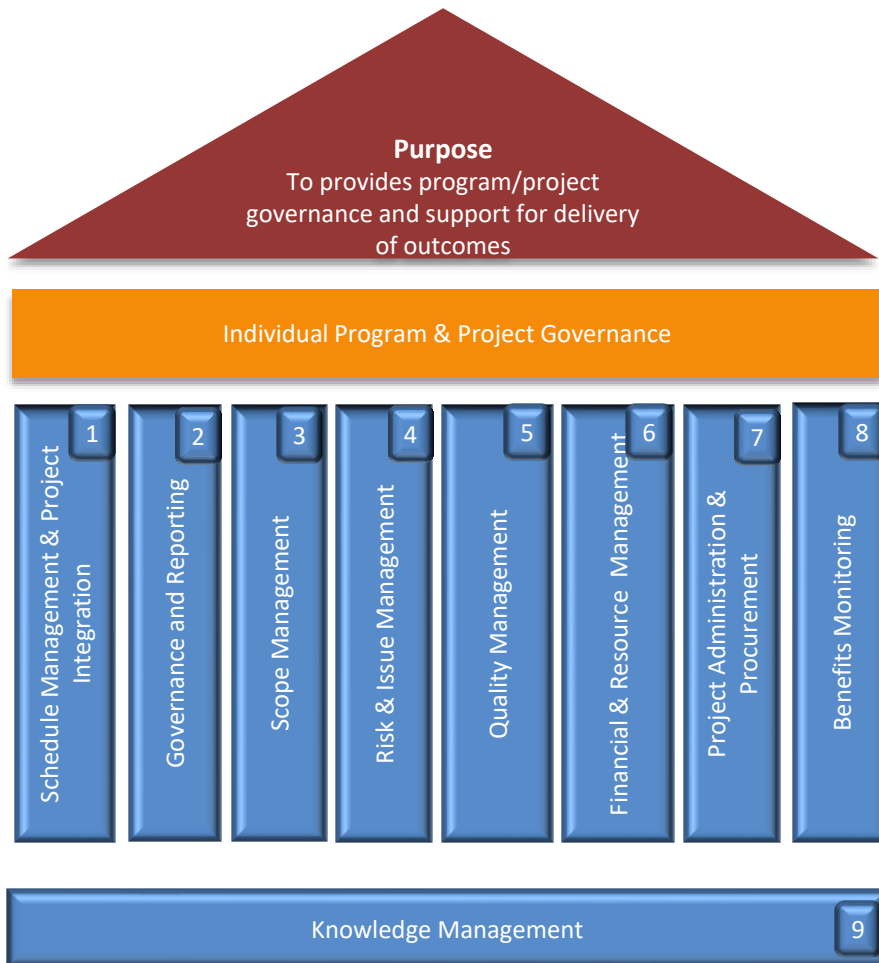 Purpose
To provides program/project
governance and support for delivery
of outcomes
Individual Program & Project Governance
1
Schedule Management & Project
Integration
2
Governance and Reporting
3
Scope Management
4
Risk & Issue Management
5
Quality Management
6
Financial & Resource Management
7
Project Administration &
Procurement
8
Benefits Monitoring
Knowledge Management
9